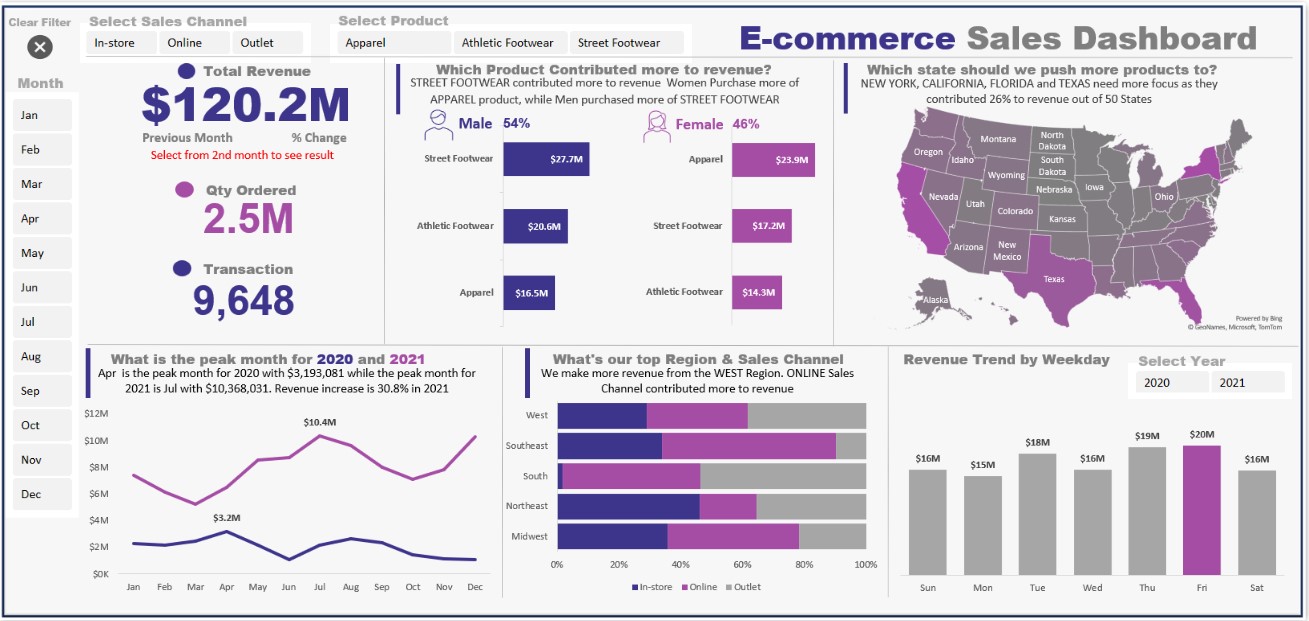 Clear Filter
Select Sales Channel
In-store
Online
Outlet
Select Product
Apparel
Athletic Footwear
Street Footwear
E-commerce Sales Dashboard
Month
Jan
Feb
Mar
Apr
May
Jun
Jul
Aug
Sep
Oct
Nov
Dec
Total Revenue
$120.2M
Previous Month
% Change
Select from 2nd month to see result
Qty Ordered
2.5M
Transaction
9,648
Which Product Contributed more to revenue?
STREET FOOTWEAR contributed more to revenue Women Purchase more of
APPAREL product, while Men purchased more of STREET FOOTWEAR
Male 54%
Street Footwear
$27.7M
Athletic Footwear
$20.6M
Apparel
$16.5M
Female 46%
Apparel
$23.9M
Street Footwear
$17.2M
Athletic Footwear
$14.3M
Which state should we push more products to?
NEW YORK, CALIFORNIA, FLORIDA and TEXAS need more focus as they
contributed 26% to revenue out of 50 States
Montana
North
Dakota
Oregon
Idaho
South
Dakota
Wyoming
Nebraska
Iowa
Ohio
Nevada
Utah
Colorado
Kansas
Arizona
New
Mexico
Texas
Alaska
Powered by Bing
© GeoNames, Microsoft, TomTom
What is the peak month for 2020 and 2021
Apr is the peak month for 2020 with $3,193,081 while the peak month for
2021 is Jul with $10,368,031. Revenue increase is 30.8% in 2021
$12M
$10M
$8M
$6M
$4M
$2M
$0K
$10.4M
$3.2M
Jan
Feb
Mar
Apr
May
Jun
Jul
Aug
Sep
Oct
Nov
Dec
What's our top Region & Sales Channel
We make more revenue from the WEST Region. ONLINE Sales
Channel contributed more to revenue
West
Southeast
South
Northeast
Midwest
0%
20%
40%
60%
80%
100%
In-store
Online
Outlet
Revenue Trend by Weekday
Select Year
2020
2021
$16M
$15M
$18M
$16M
$19M
$20M
$16M
Sun
Mon
Tue
Wed
Thu
Fri
Sat